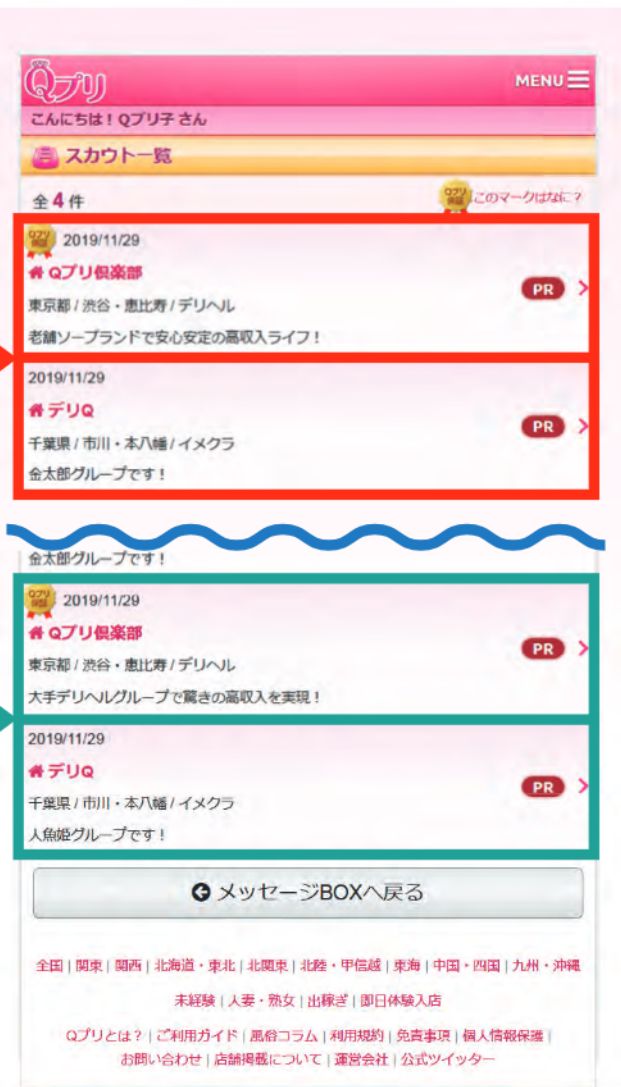 Qプリ
MENU
こんにちは！Qプリ子 さん
スカウト一覧
全4件
Qプリ保証 このマークはなに？
Qプリ保証 2019/11/29
Qプリ倶楽部
PR
東京都 / 渋谷・恵比寿 / デリヘル
老舗ソープランドで安心安定の高収入ライフ！
2019/11/29
デリQ
PR
千葉県 / 市川・本八幡 / イメクラ
金太郎グループです！
金太郎グループです！
Qプリ保証 2019/11/29
Qプリ倶楽部
PR
東京都 / 渋谷・恵比寿 / デリヘル
大手デリヘルグループで驚きの高収入を実現！
2019/11/29
デリQ
PR
千葉県 / 市川・本八幡 / イメクラ
人魚姫グループです！
メッセージBOXへ戻る
全国 | 関東 | 関西 | 北海道・東北 | 北関東 | 北陸・甲信越 | 東海 | 中国・四国 | 九州・沖縄
未経験 | 人妻・熟女 | 出稼ぎ | 即日体験入店
Qプリとは？ | ご利用ガイド | 風俗コラム | 利用規約 | 免責事項 | 個人情報保護 |
お問い合わせ | 店舗掲載について | 運営会社 | 公式ツイッター